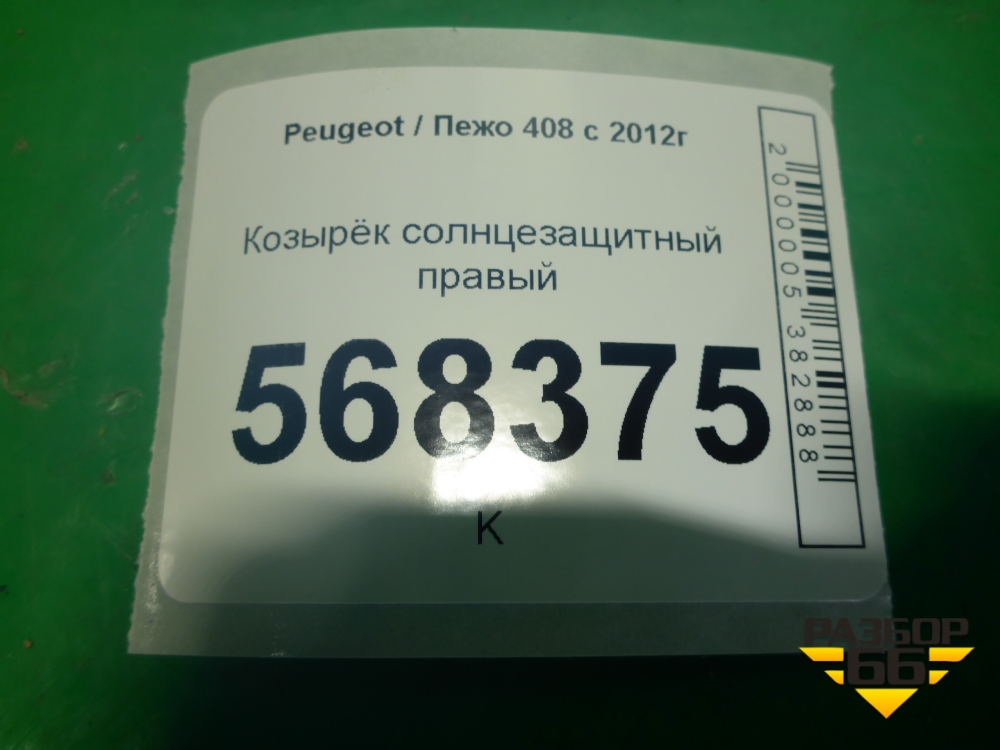 Peugeot / Пежо 408 с 2012г
Козырёк солнцезащитный
правый
568375
К
2000005382888
РАЗБОР
66